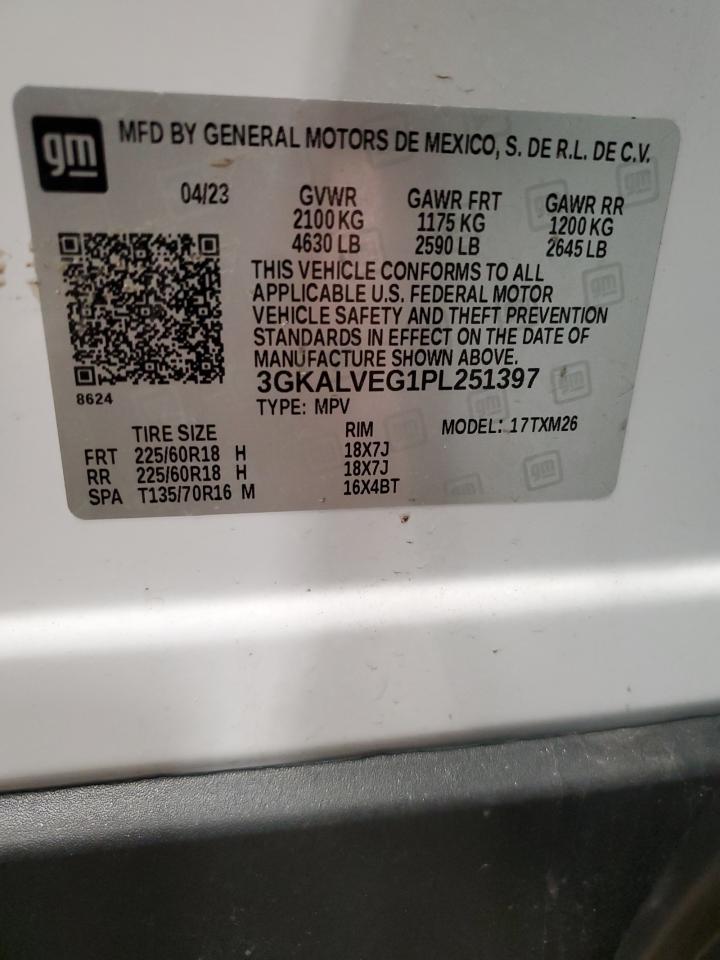 gm
MFD BY GENERAL MOTORS DE MEXICO, S. DE R.L. DE C.V.
04/23 GVWR GAWR FRT GAWR RR
2100 KG 1175 KG 1200 KG
4630 LB 2590 LB 2645 LB
THIS VEHICLE CONFORMS TO ALL
APPLICABLE U.S. FEDERAL MOTOR
VEHICLE SAFETY AND THEFT PREVENTION
STANDARDS IN EFFECT ON THE DATE OF
MANUFACTURE SHOWN ABOVE.
3GKALVEG1PL251397
8624
TYPE: MPV MODEL: 17TXM26
TIRE SIZE RIM
FRT 225/60R18 H 18X7J
RR 225/60R18 H 18X7J
SPA T135/70R16 M 16X4BT